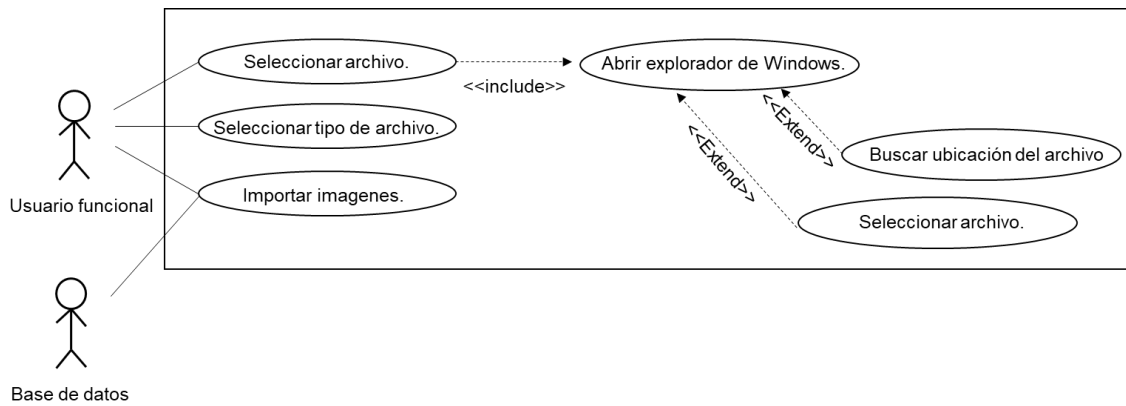 Seleccionar archivo.
<<include>>
Abrir explorador de Windows.
Seleccionar tipo de archivo.
<<Extend>>
<<Extend>>
Buscar ubicación del archivo
Importar imagenes.
Usuario funcional
Seleccionar archivo.
Base de datos